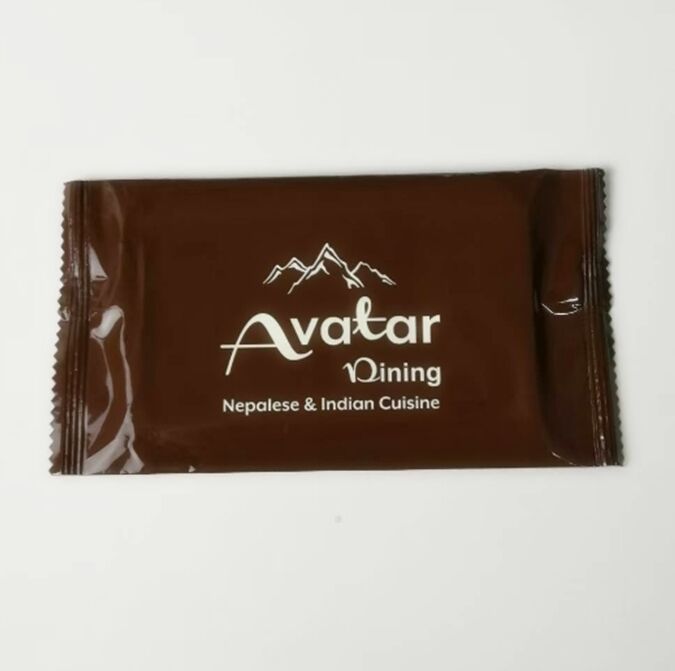 Avatar
Dining
Nepalese & Indian Cuisine